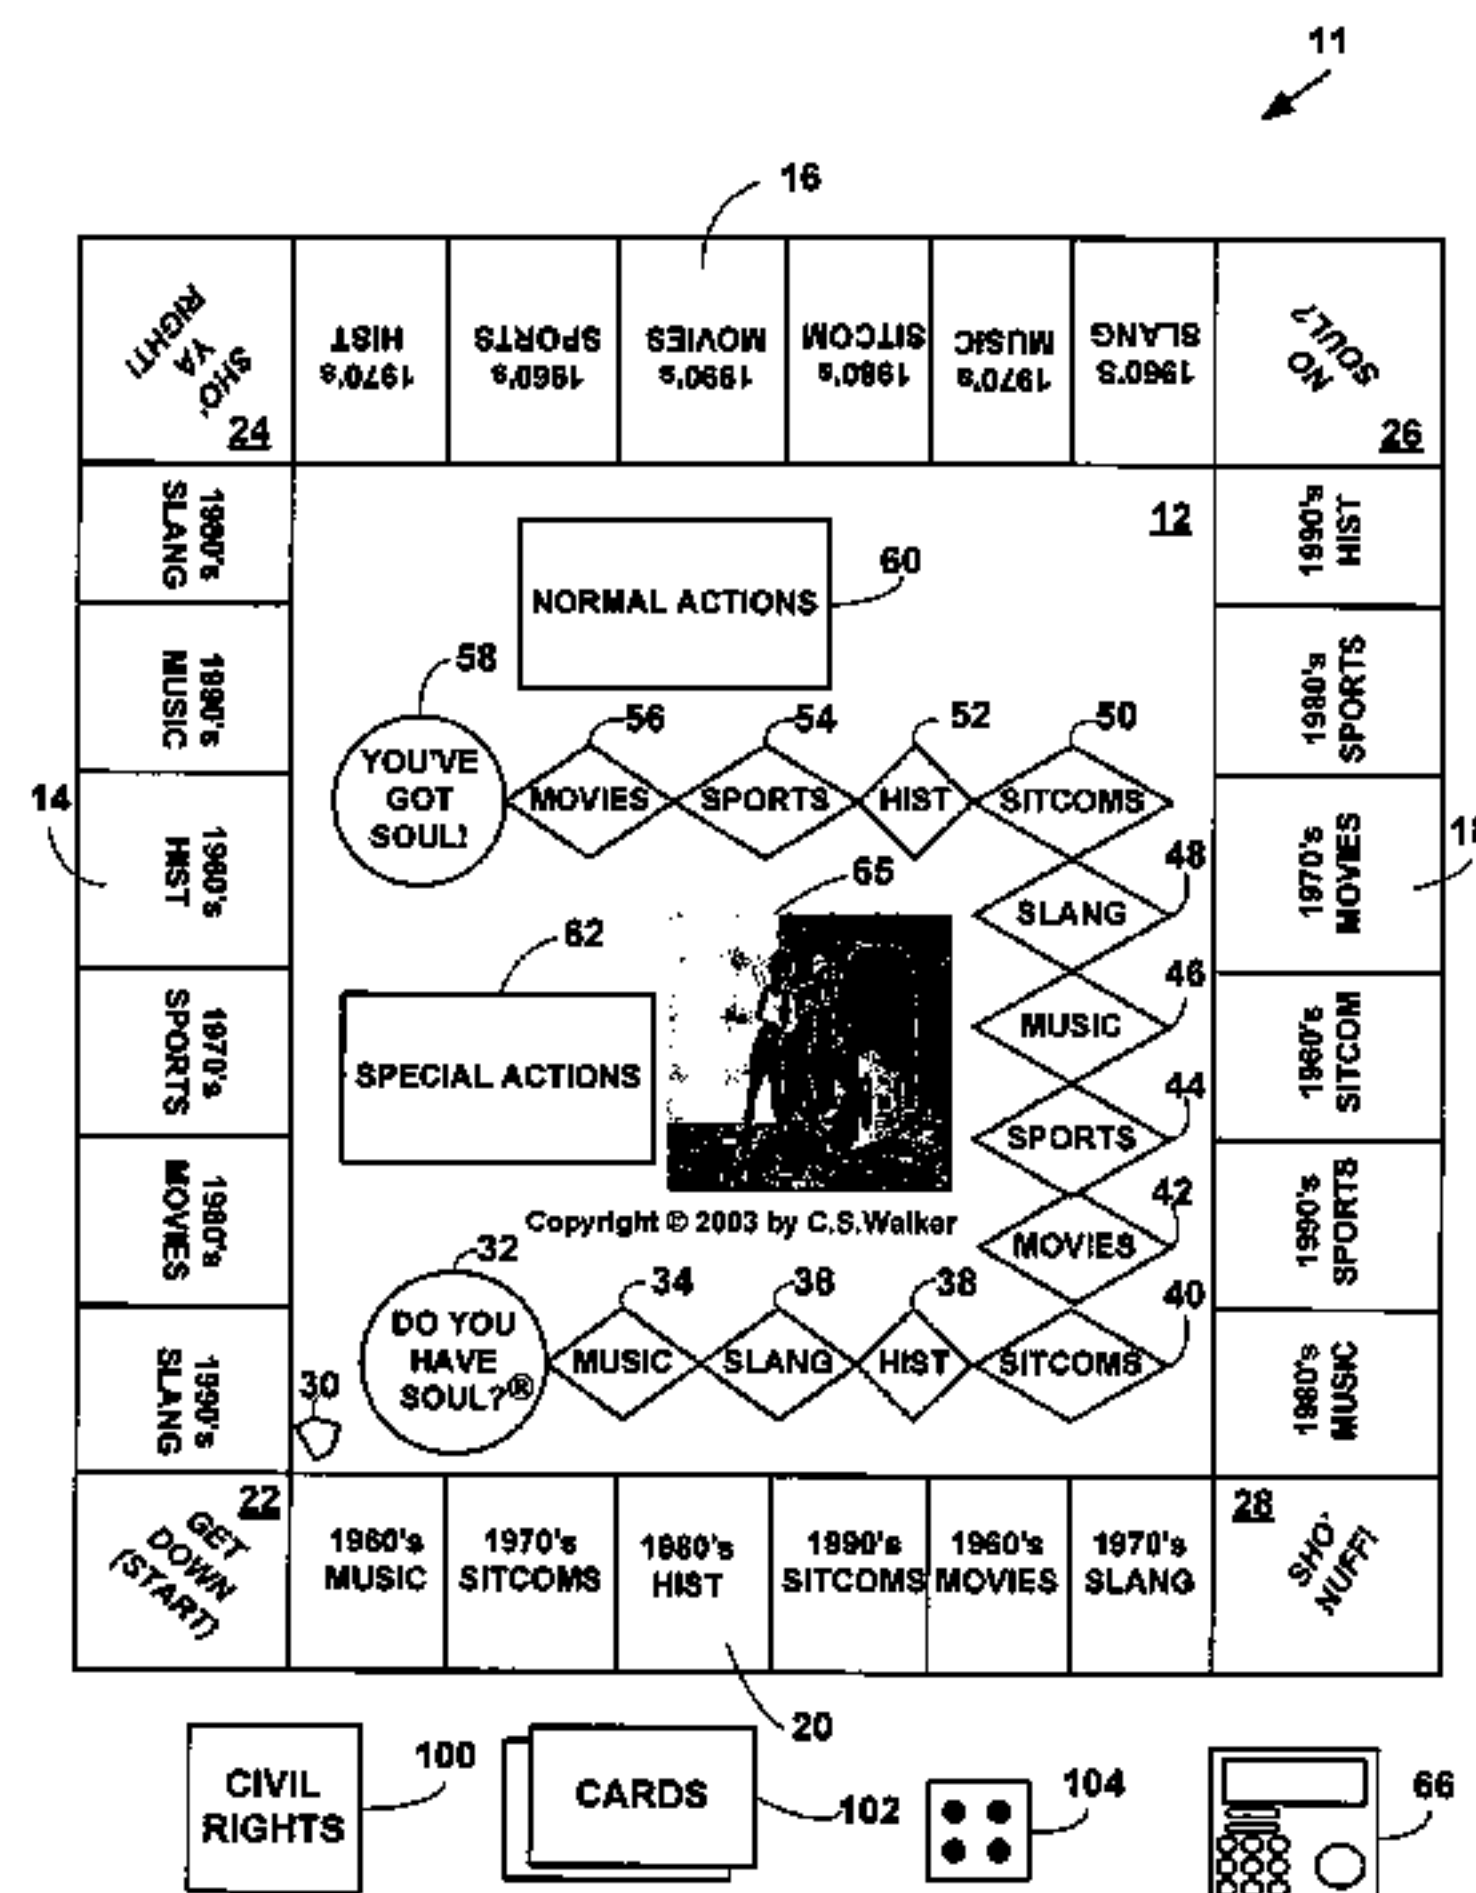 11
16
SHO'
YA
RIGHT!
24
1970's
HIST
1960's
SPORTS
1990's
MOVIES
1980's
SITCOM
1970's
MUSIC
1960'S
SLANG
NO
SOUL?
26
1980's
SLANG
1990's
MUSIC
14
1960's
HIST
1970's
SPORTS
1980's
MOVIES
1990's
SLANG
12
NORMAL ACTIONS
60
58
56
54
52
50
YOU'VE
GOT
SOUL!
MOVIES
SPORTS
HIST
SITCOMS
48
65
SLANG
62
46
SPECIAL ACTIONS
MUSIC
44
SPORTS
42
Copyright © 2003 by C.S.Walker
MOVIES
32
34
36
38
40
DO YOU
HAVE
SOUL?®
MUSIC
SLANG
HIST
SITCOMS
30
1990's
HIST
1980's
SPORTS
1970's
MOVIES
1960's
SITCOM
1990's
SPORTS
1980's
MUSIC
22
GET
DOWN
(START)
1960's
MUSIC
1970's
SITCOMS
1980's
HIST
1990's
SITCOMS
1960's
MOVIES
1970's
SLANG
28
SHO'
NUFF!
20
CIVIL
RIGHTS
100
CARDS
102
104
66